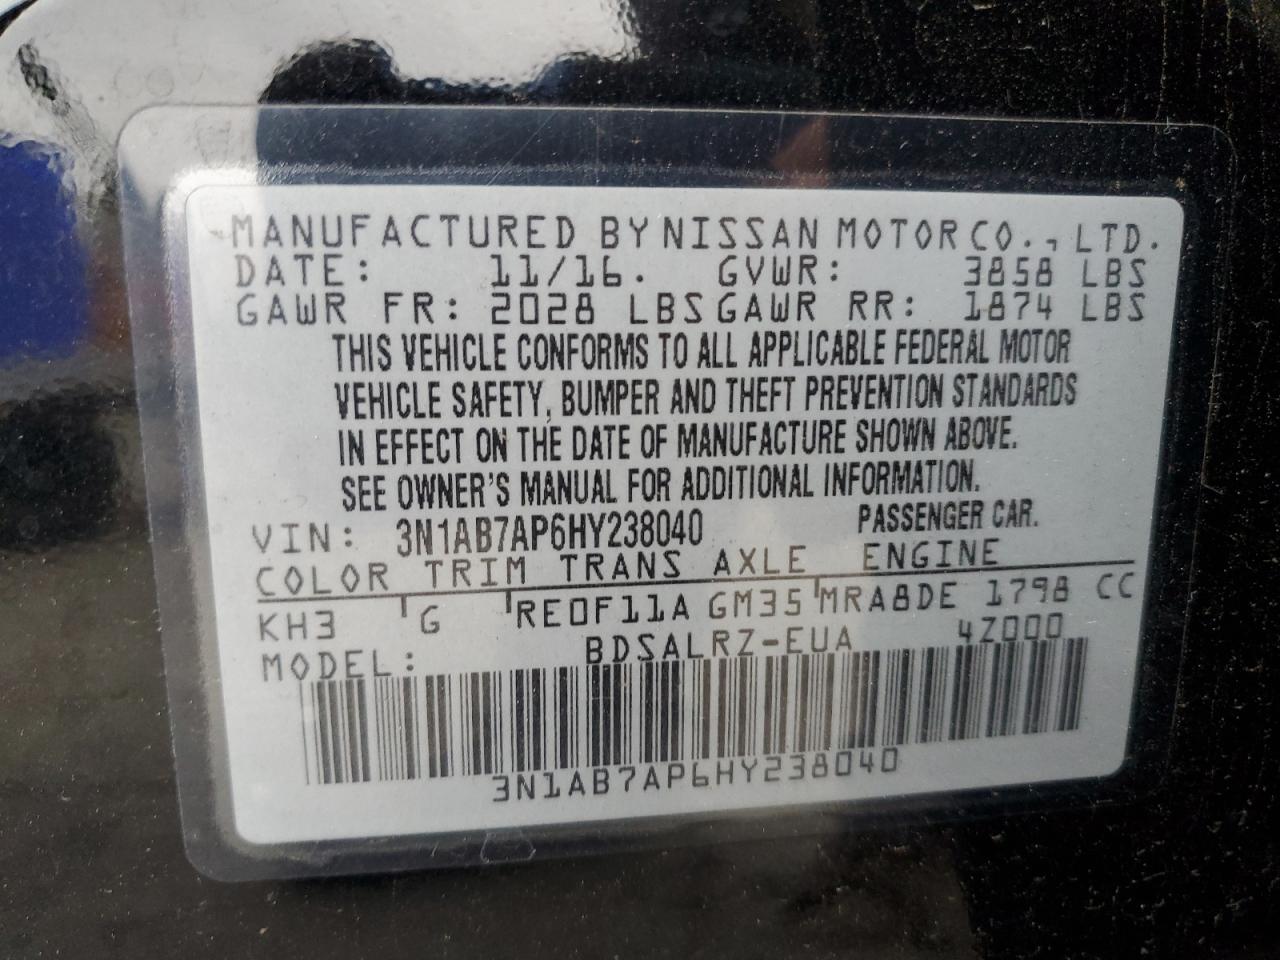 MANUFACTURED BY NISSAN MOTOR CO., LTD.
DATE: 11/16. GVWR: 3858 LBS
GAWR FR: 2028 LBS GAWR RR: 1874 LBS
THIS VEHICLE CONFORMS TO ALL APPLICABLE FEDERAL MOTOR
VEHICLE SAFETY, BUMPER AND THEFT PREVENTION STANDARDS
IN EFFECT ON THE DATE OF MANUFACTURE SHOWN ABOVE.
SEE OWNER'S MANUAL FOR ADDITIONAL INFORMATION.
VIN: 3N1AB7AP6HY238040 PASSENGER CAR.
COLOR TRIM TRANS AXLE ENGINE
KH3 G RE0F11A GM35 MRA8DE 1798 CC
MODEL: BDSALRZ-EUA 4Z000
3N1AB7AP6HY238040